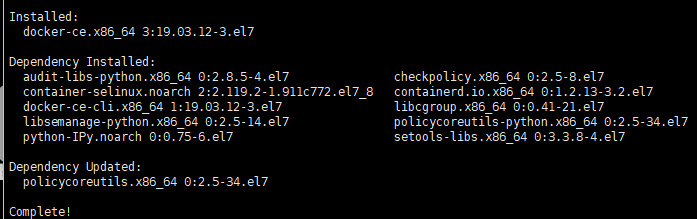 Installed:
docker-ce.x86_64 3:19.03.12-3.el7
Dependency Installed:
audit-libs-python.x86_64 0:2.8.5-4.el7 checkpolicy.x86_64 0:2.5-8.el7
container-selinux.noarch 2:2.119.2-1.911c772.el7_8 containerd.io.x86_64 0:1.2.13-3.2.el7
docker-ce-cli.x86_64 1:19.03.12-3.el7 libcgroup.x86_64 0:0.41-21.el7
libsemanage-python.x86_64 0:2.5-14.el7 policycoreutils-python.x86_64 0:2.5-34.el7
python-IPy.noarch 0:0.75-6.el7 setools-libs.x86_64 0:3.3.8-4.el7
Dependency Updated:
policycoreutils.x86_64 0:2.5-34.el7
Complete!